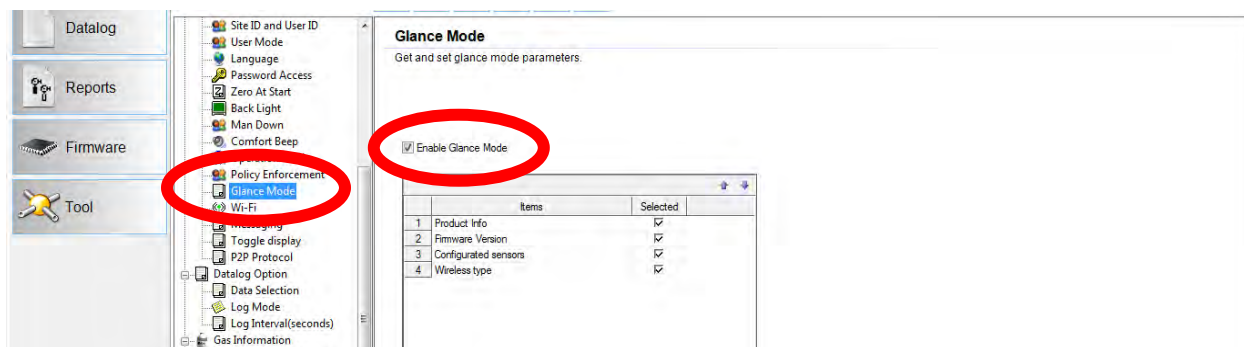 Datalog
Reports
Firmware
Tool
Site ID and User ID
User Mode
Language
Password Access
Zero At Start
Back Light
Man Down
Comfort Beep
Policy Enforcement
Glance Mode
Wi-Fi
Messaging
Toggle display
P2P Protocol
Datalog Option
Data Selection
Log Mode
Log Interval(seconds)
Gas Information
Glance Mode
Get and set glance mode parameters.
Enable Glance Mode
Items Selected
1 Product Info
2 Firmware Version
3 Configurated sensors
4 Wireless type